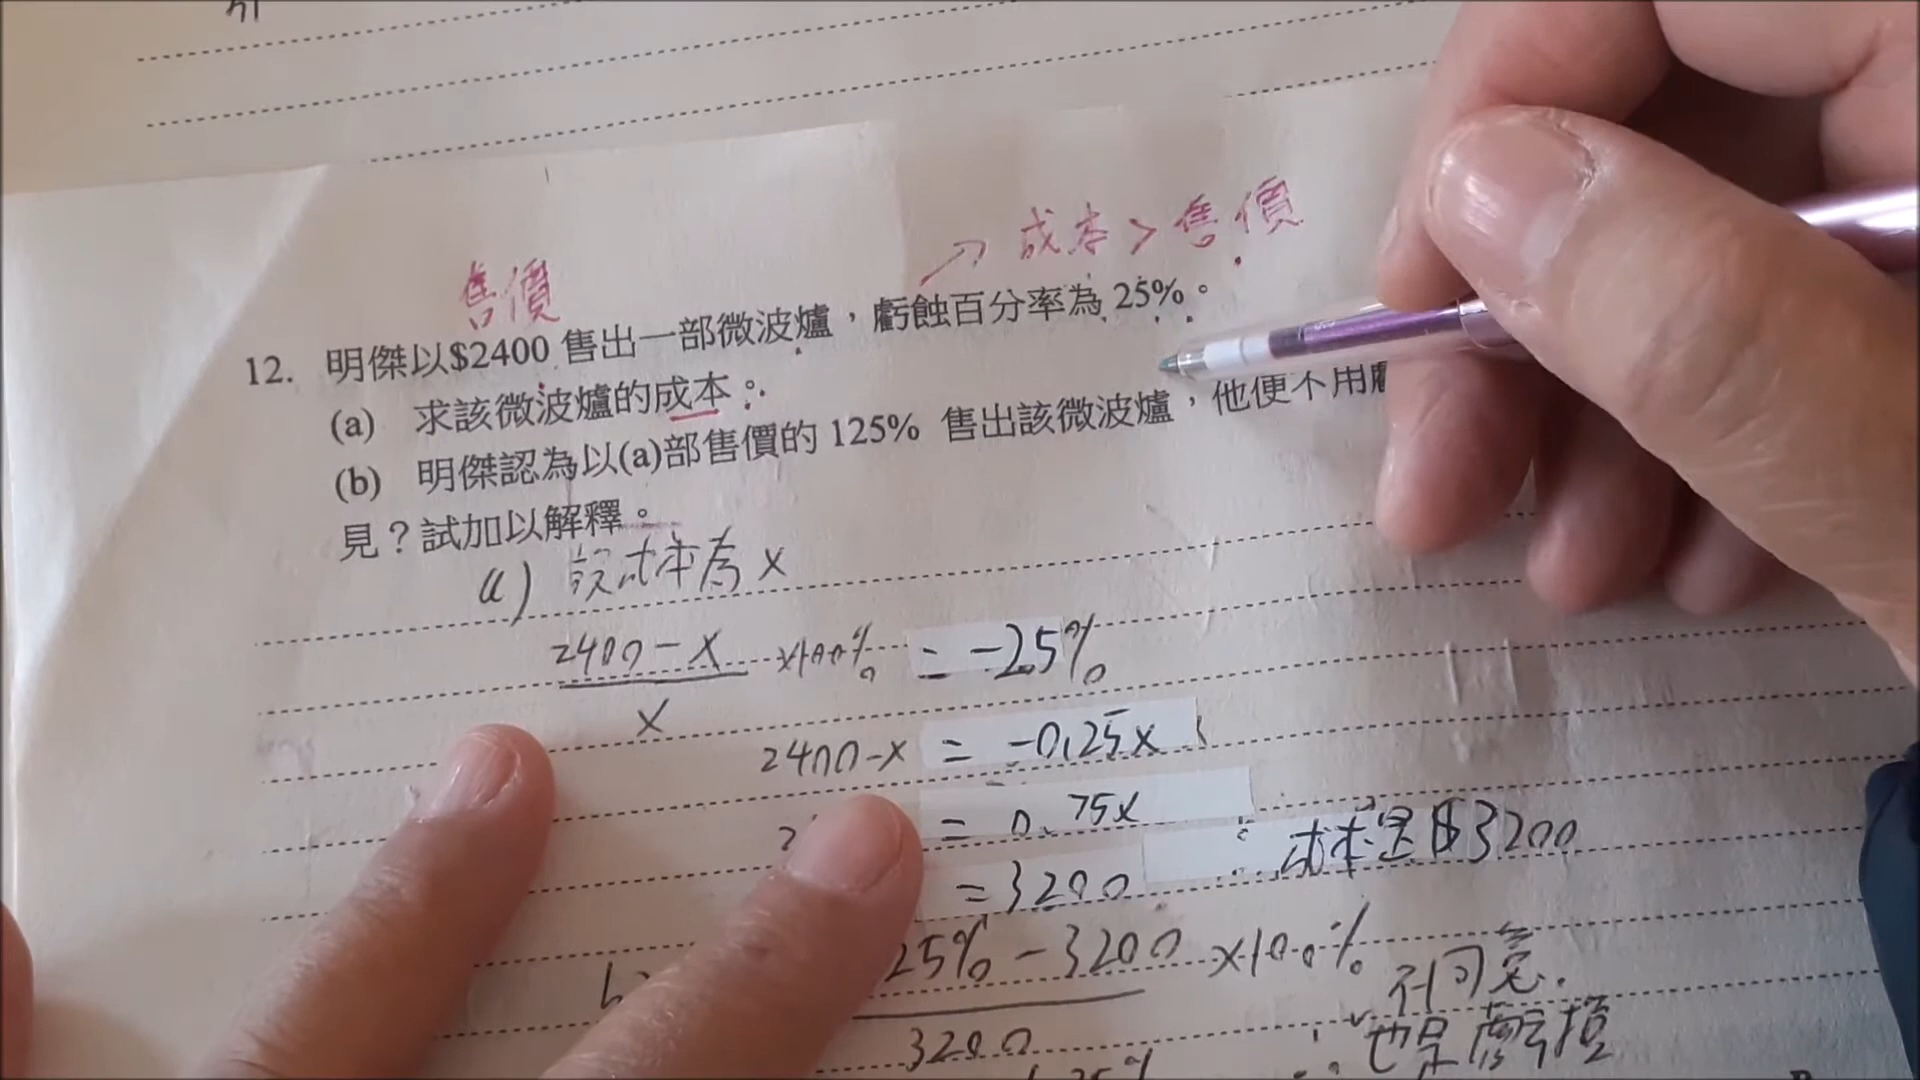 成本 > 售價
售價
12. 明傑以$2400 售出一部微波爐，虧蝕百分率為 25%。
(a) 求該微波爐的成本。
(b) 明傑認為以(a)部售價的 125% 售出該微波爐，他便不用
見？試加以解釋。
a) 設成本為 x
2400 - x ×100% = -25%
x
2400 - x = -0.25x
= 0.75x
= 3200 ∴ 成本是$3200
25% - 3200 ×100%
3200
不同意.
∴ 也是虧損